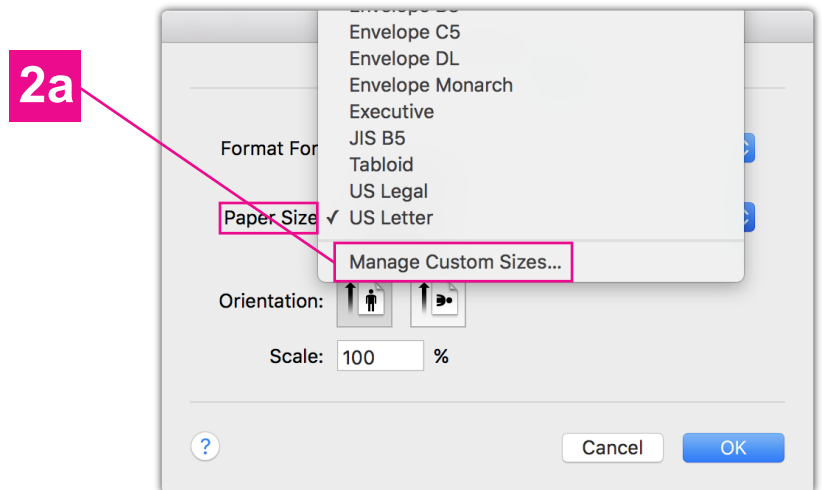 Envelope C5
Envelope DL
Envelope Monarch
Executive
2a
Format For
JIS B5
Tabloid
US Legal
Paper Size ✓ US Letter
Manage Custom Sizes...
Orientation:
Scale: 100 %
? Cancel OK